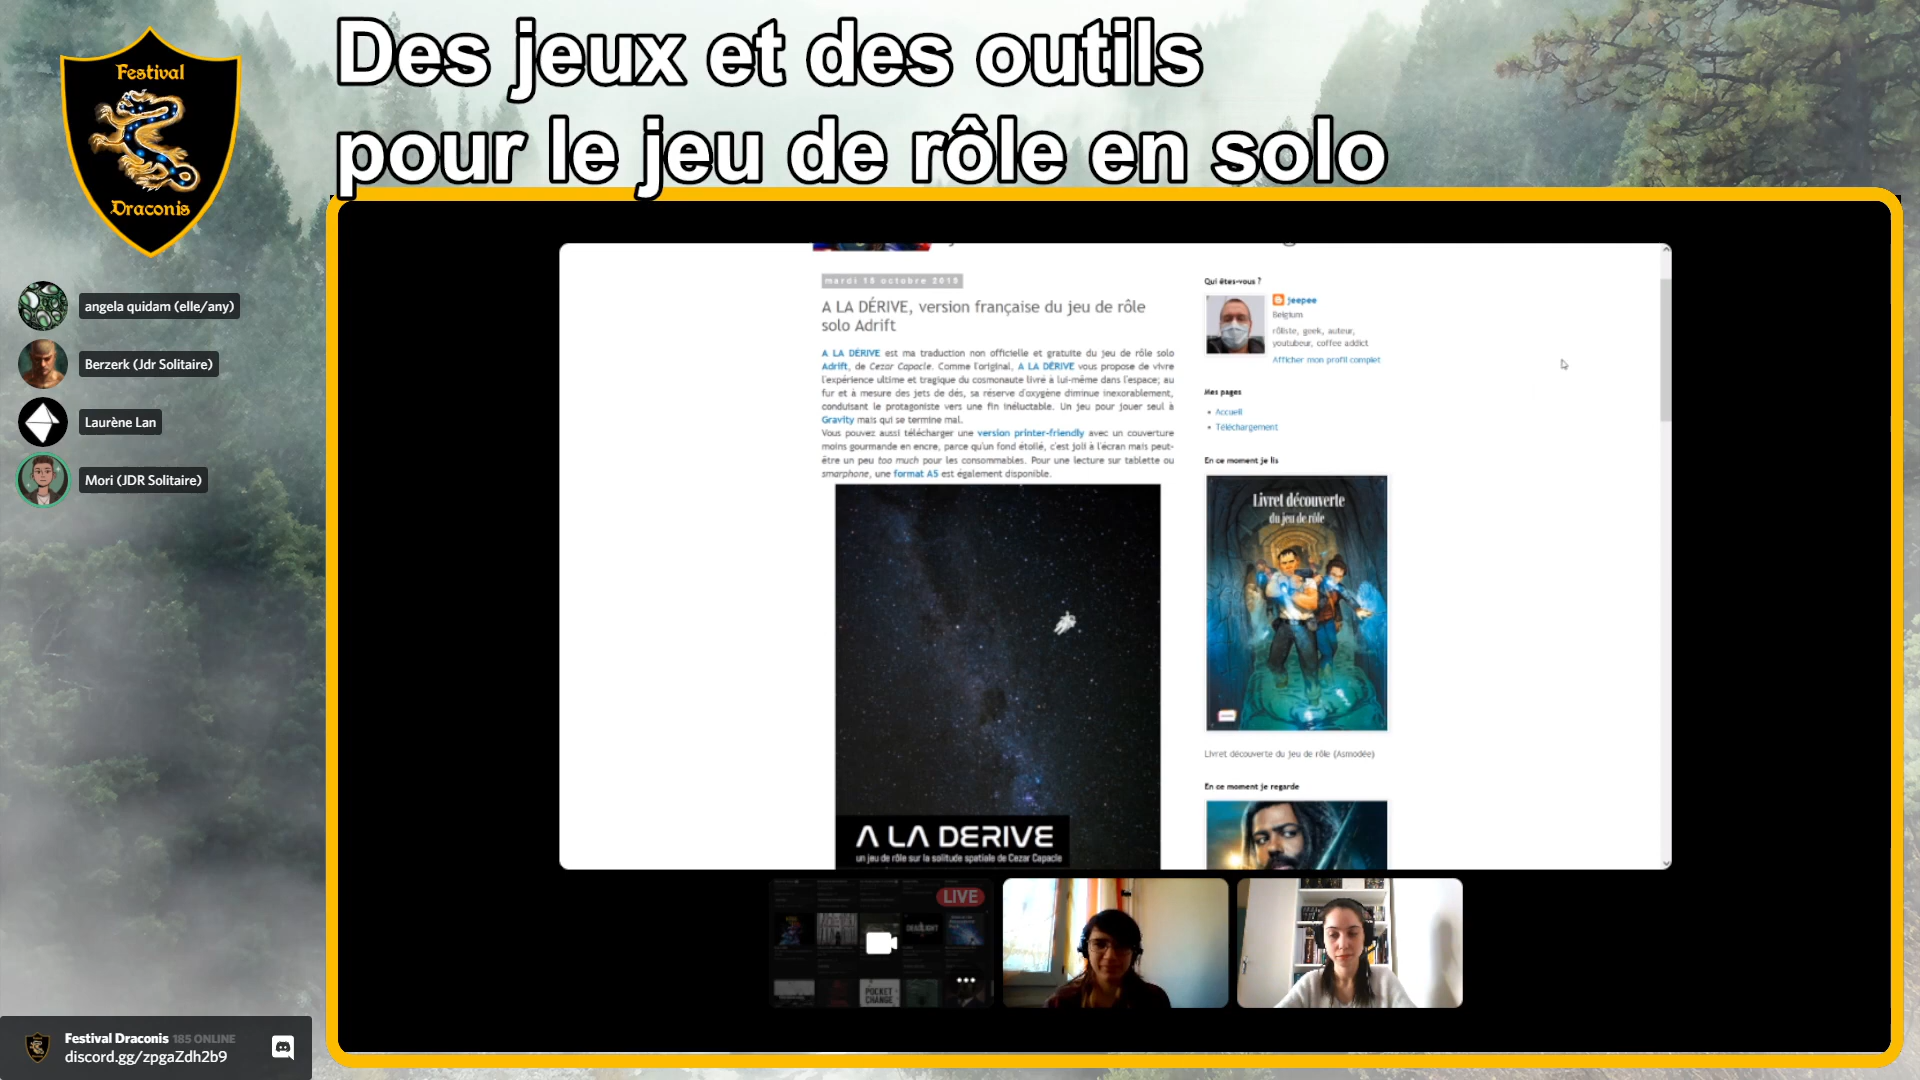 Des jeux et des outils
pour le jeu de rôle en solo
Festival
Draconis
angela quidam (elle/any)
Berzerk (Jdr Solitaire)
Laurène Lan
Mori (JDR Solitaire)
Festival Draconis 185 ONLINE
discord.gg/zpgaZdh2b9
mardi 15 octobre 2019
A LA DÉRIVE, version française du jeu de rôle
solo Adrift
A LA DÉRIVE est ma traduction non officielle et gratuite du jeu de rôle solo
Adrift, de Cezar Capacle. Comme l'original, A LA DÉRIVE vous propose de vivre
l'expérience ultime et tragique du cosmonaute livré à lui-même dans l'espace; au
fur et à mesure des jets de dés, sa réserve d'oxygène diminue inexorablement,
conduisant le protagoniste vers une fin inéluctable. Un jeu pour jouer seul à
Gravity mais qui se termine mal.
Vous pouvez aussi télécharger une version printer-friendly avec un couverture
moins gourmande en encre, parce qu'un fond étoilé, c'est joli à l'écran mais peut-
être un peu too much pour les consommables. Pour une lecture sur tablette ou
smarphone, une format A5 est également disponible.
A LA DERIVE
un jeu de rôle sur la solitude spatiale de Cezar Capacle
Qui êtes-vous ?
jeepee
Belgium
rôliste, geek, auteur,
youtubeur, coffee addict
Afficher mon profil complet
Mes pages
Accueil
Téléchargement
En ce moment je lis
Livret découverte
du jeu de rôle
Livret découverte du jeu de rôle (Asmodée)
En ce moment je regarde
LIVE
DEADLIGHT
POCKET
CHANGE